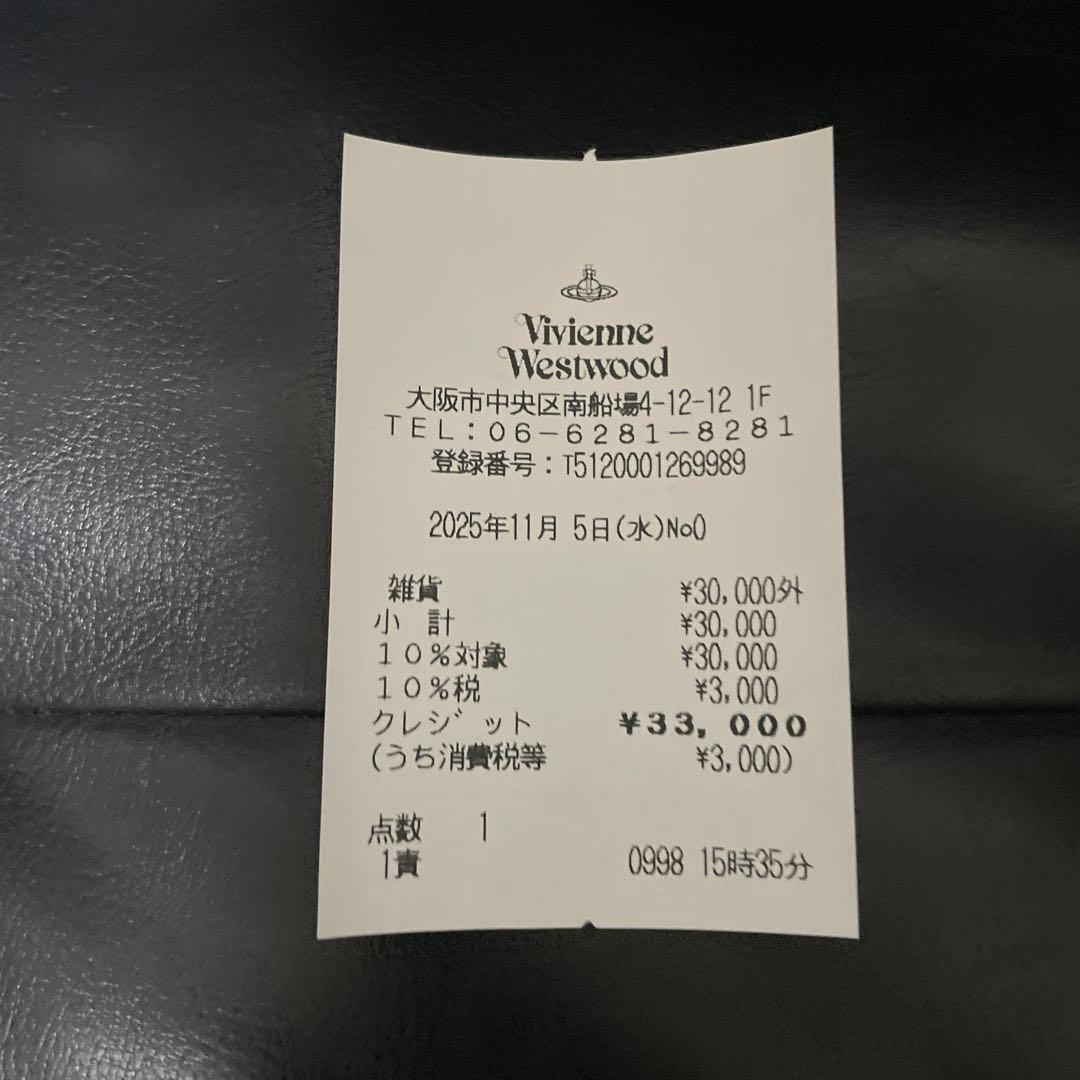 Vivienne
Westwood
大阪市中央区南船場4-12-12 1F
TEL：06－6281－8281
登録番号：T5120001269989
2025年11月 5日(水)No0
雑貨 ¥30,000外
小　計 ¥30,000
１０％対象 ¥30,000
１０％税 ¥3,000
クレジット ¥33,000
(うち消費税等 ¥3,000)
点数 1
1責 0998 15時35分